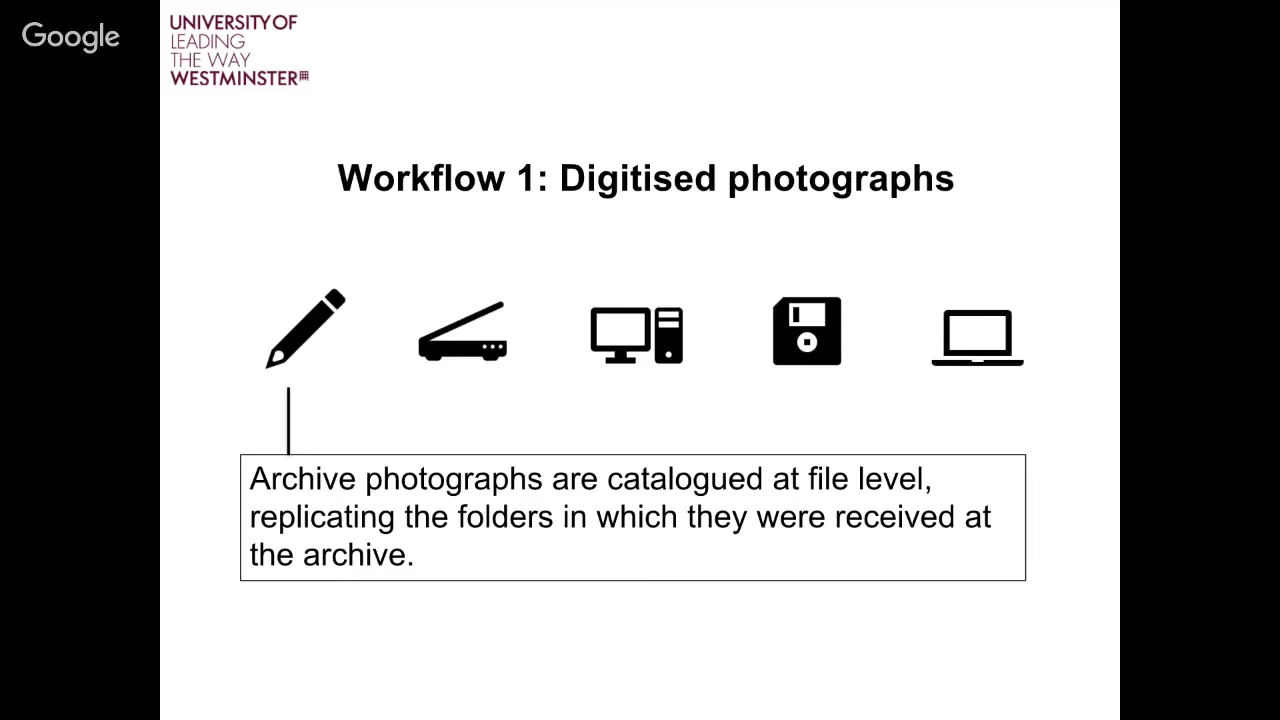 Google
UNIVERSITY OF
LEADING
THE WAY
WESTMINSTER
Workflow 1: Digitised photographs
Archive photographs are catalogued at file level,
replicating the folders in which they were received at
the archive.